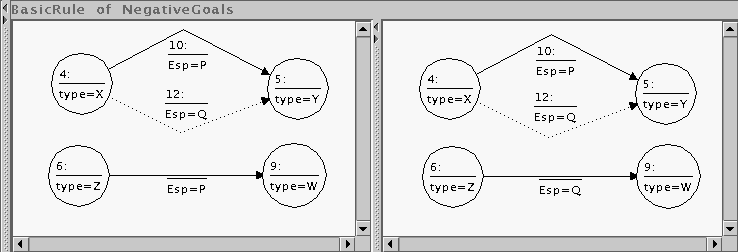 BasicRule of NegativeGoals
10:
Esp=P
4:
type=X
5:
type=Y
12:
Esp=Q
6:
type=Z
Esp=P
9:
type=W
10:
Esp=P
4:
type=X
5:
type=Y
12:
Esp=Q
6:
type=Z
Esp=Q
9:
type=W